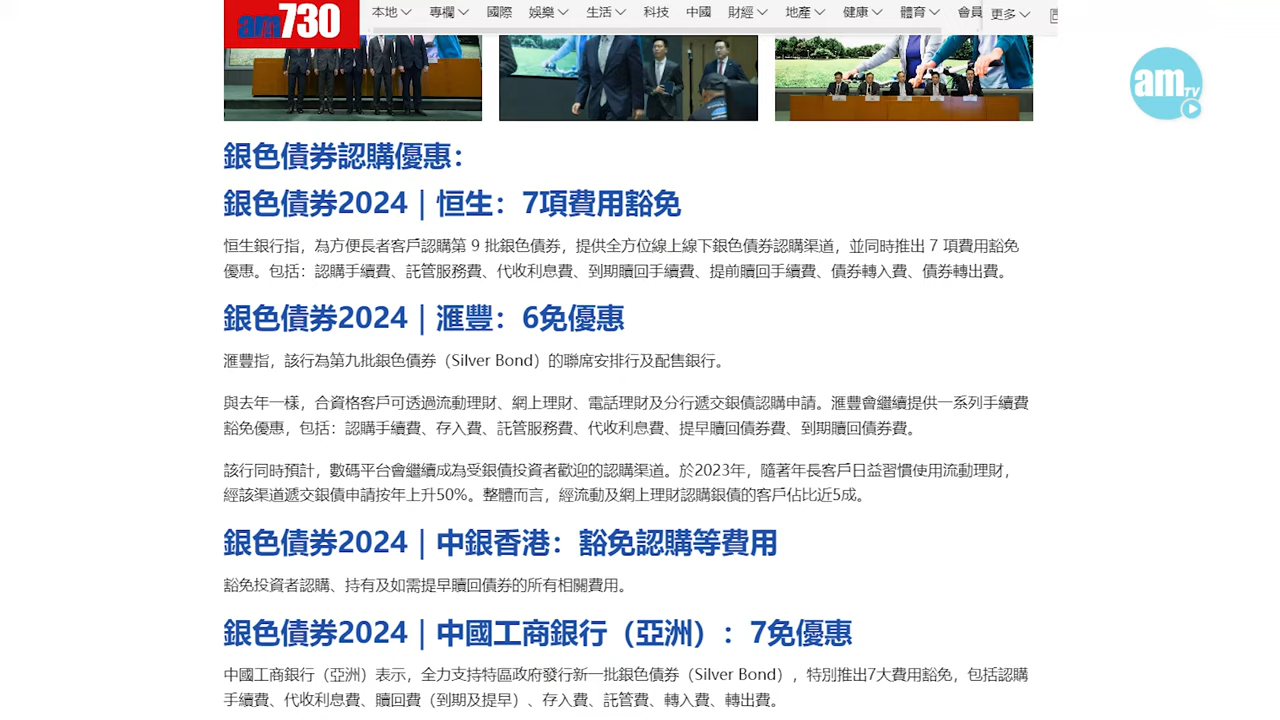 am730
本地 專欄 國際 娛樂 生活 科技 中國 財經 地產 健康 體育 會員 更多
amTV
銀色債券認購優惠：
銀色債券2024｜恒生：7項費用豁免
恒生銀行指，為方便長者客戶認購第 9 批銀色債券，提供全方位線上線下銀色債券認購渠道，並同時推出 7 項費用豁免
優惠。包括：認購手續費、託管服務費、代收利息費、到期贖回手續費、提前贖回手續費、債券轉入費、債券轉出費。
銀色債券2024｜滙豐：6免優惠
滙豐指，該行為第九批銀色債券（Silver Bond）的聯席安排行及配售銀行。
與去年一樣，合資格客戶可透過流動理財、網上理財、電話理財及分行遞交銀債認購申請。滙豐會繼續提供一系列手續費
豁免優惠，包括：認購手續費、存入費、託管服務費、代收利息費、提早贖回債券費、到期贖回債券費。
該行同時預計，數碼平台會繼續成為受銀債投資者歡迎的認購渠道。於2023年，隨著年長客戶日益習慣使用流動理財，
經該渠道遞交銀債申請按年上升50%。整體而言，經流動及網上理財認購銀債的客戶佔比近5成。
銀色債券2024｜中銀香港：豁免認購等費用
豁免投資者認購、持有及如需提早贖回債券的所有相關費用。
銀色債券2024｜中國工商銀行（亞洲）：7免優惠
中國工商銀行（亞洲）表示，全力支持特區政府發行新一批銀色債券（Silver Bond），特別推出7大費用豁免，包括認購
手續費、代收利息費、贖回費（到期及提早）、存入費、託管費、轉入費、轉出費。